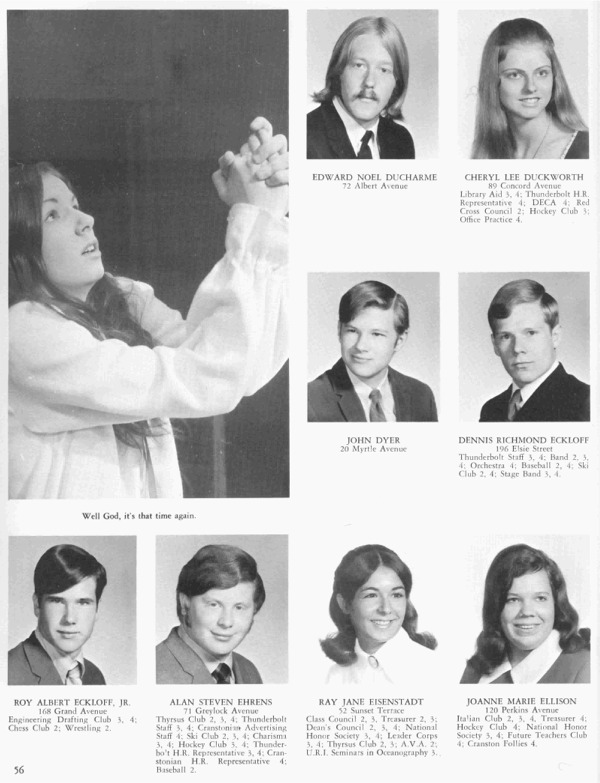 EDWARD NOEL DUCHARME
72 Albert Avenue
CHERYL LEE DUCKWORTH
89 Concord Avenue
Library Aid 3, 4; Thunderbolt H.R.
Representative 4; DECA 4; Red
Cross Council 2; Hockey Club 3;
Office Practice 4.
JOHN DYER
20 Myrtle Avenue
DENNIS RICHMOND ECKLOFF
196 Elsie Street
Thunderbolt Staff 3, 4; Band 2, 3,
4; Orchestra 4; Baseball 2, 4; Ski
Club 2, 4; Stage Band 3, 4.
Well God, it's that time again.
ROY ALBERT ECKLOFF, JR.
168 Grand Avenue
Engineering Drafting Club 3, 4;
Chess Club 2; Wrestling 2.
ALAN STEVEN EHRENS
71 Greylock Avenue
Thyrsus Club 2, 3, 4; Thunderbolt
Staff 3, 4; Cranstonian Advertising
Staff 4; Ski Club 2, 3, 4; Charisma
3, 4; Hockey Club 3, 4; Thunder-
bolt H.R. Representative 3, 4; Cran-
stonian H.R. Representative 4;
Baseball 2.
RAY JANE EISENSTADT
52 Sunset Terrace
Class Council 2, 3, Treasurer 2, 3;
Dean's Council 2, 3, 4; National
Honor Society 3, 4; Leader Corps
3, 4; Thyrsus Club 2, 3; A.V.A. 2;
U.R.I. Seminars in Oceanography 3.
JOANNE MARIE ELLISON
120 Perkins Avenue
Italian Club 2, 3, 4, Treasurer 4;
Hockey Club 4; National Honor
Society 3, 4; Future Teachers Club
4; Cranston Follies 4.
56